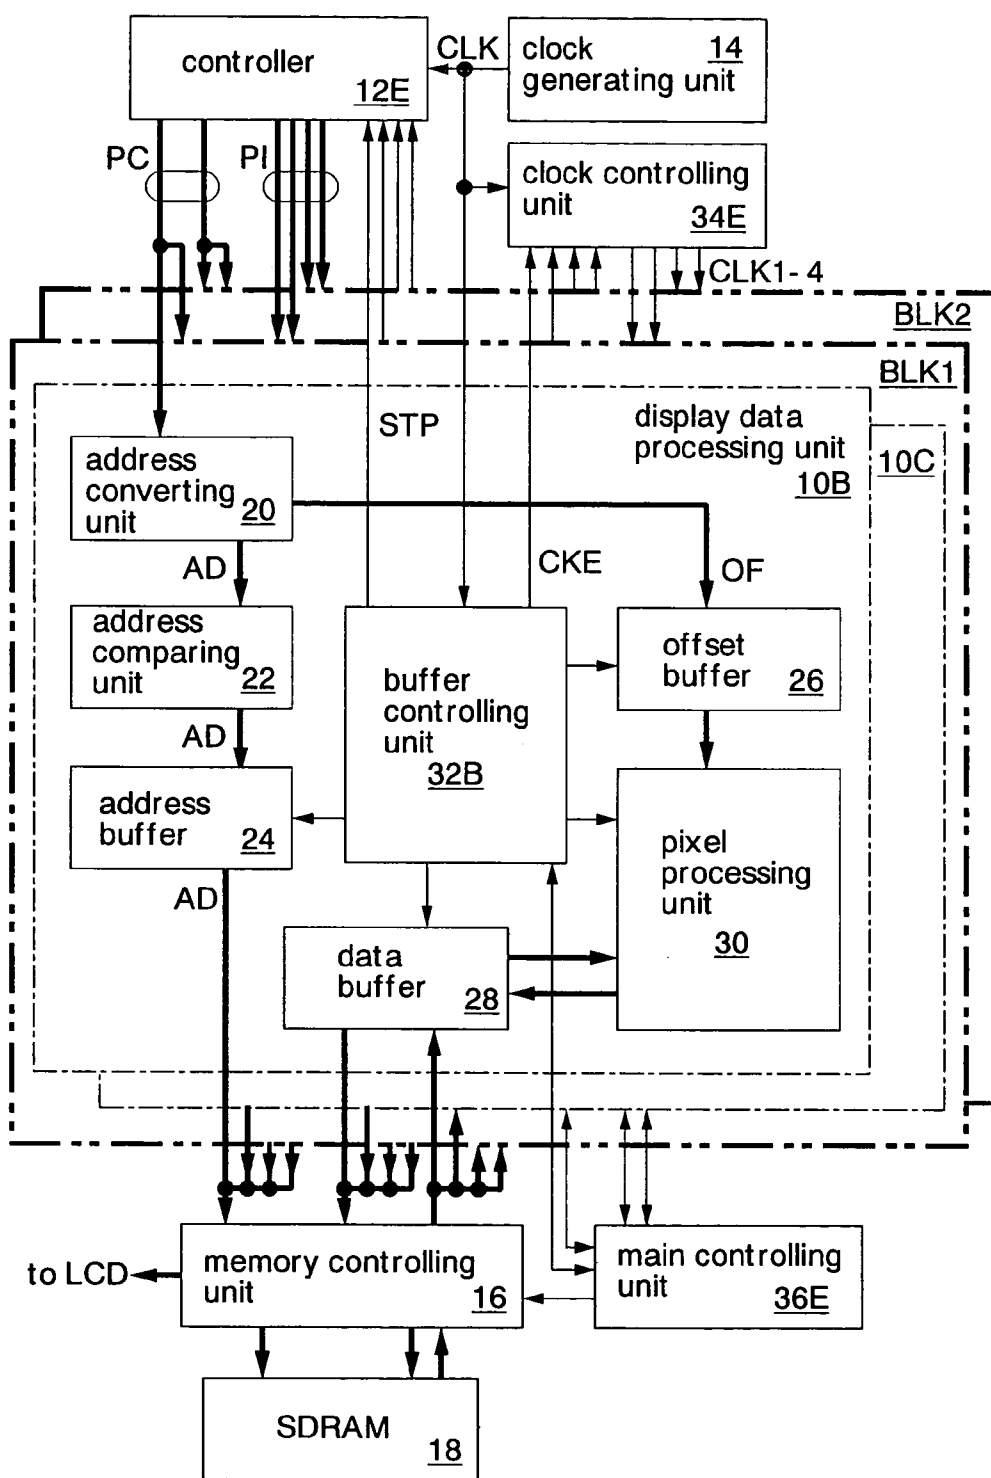 controller
12E
CLK
clock
generating unit
14
PC
PI
clock controlling
unit
34E
CLK1-4
BLK2
BLK1
STP
display data
processing unit
10B
10C
address
converting
unit
20
AD
CKE
OF
address
comparing
unit
22
buffer
controlling
unit
32B
offset
buffer
26
AD
address
buffer
24
pixel
processing
unit
30
AD
data
buffer
28
to LCD
memory controlling
unit
16
main controlling
unit
36E
SDRAM
18